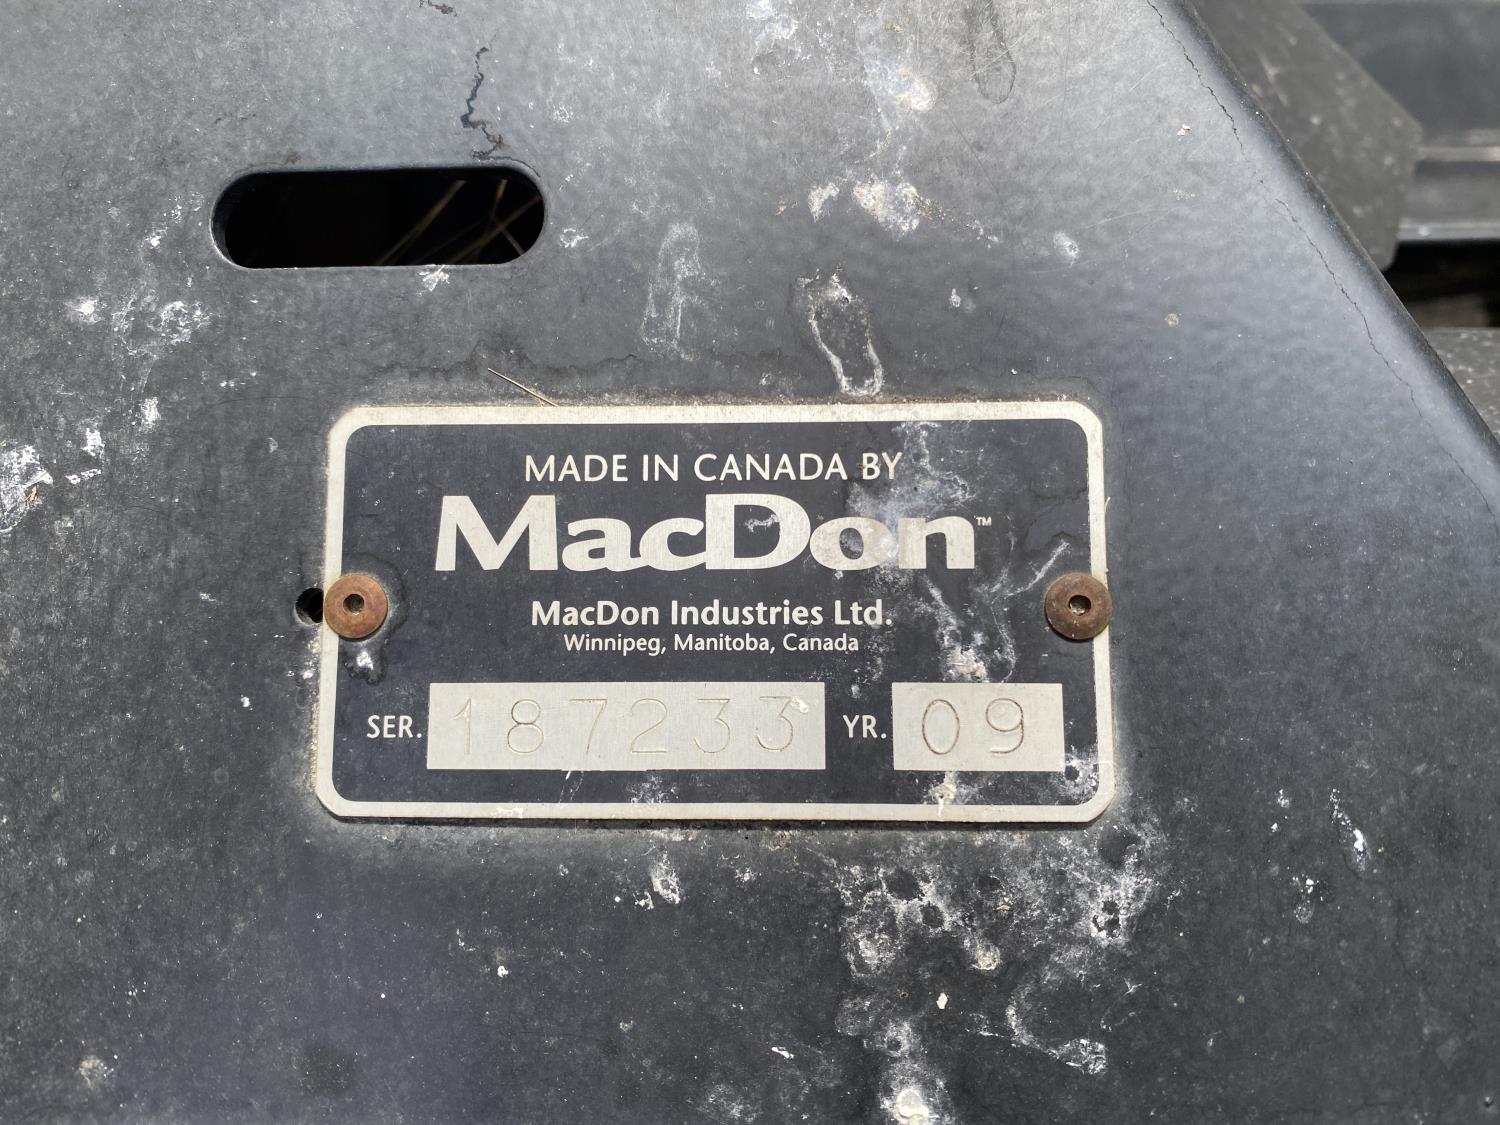 MADE IN CANADA BY
MacDon™
MacDon Industries Ltd.
Winnipeg, Manitoba, Canada
SER. 187233 YR. 09